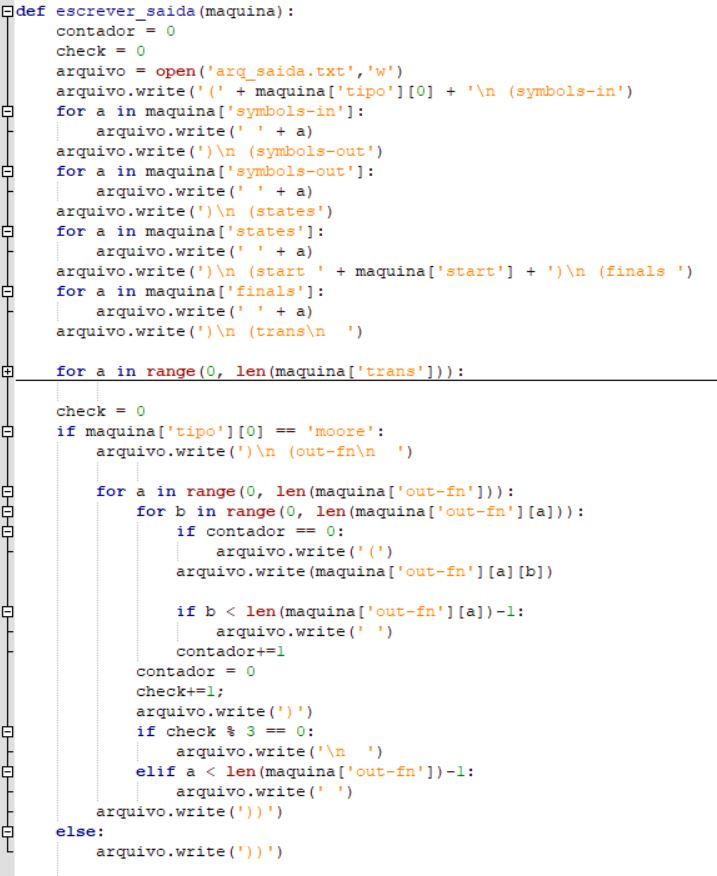 def escrever_saida(maquina):
    contador = 0
    check = 0
    arquivo = open('arq_saida.txt','w')
    arquivo.write('(' + maquina['tipo'][0] + '\n (symbols-in')
    for a in maquina['symbols-in']:
        arquivo.write(' ' + a)
    arquivo.write(')\n (symbols-out')
    for a in maquina['symbols-out']:
        arquivo.write(' ' + a)
    arquivo.write(')\n (states')
    for a in maquina['states']:
        arquivo.write(' ' + a)
    arquivo.write(')\n (start ' + maquina['start'] + ')\n (finals ')
    for a in maquina['finals']:
        arquivo.write(' ' + a)
    arquivo.write(')\n (trans\n  ')
    for a in range(0, len(maquina['trans'])):
    check = 0
    if maquina['tipo'][0] == 'moore':
        arquivo.write(')\n (out-fn\n  ')
        for a in range(0, len(maquina['out-fn'])):
            for b in range(0, len(maquina['out-fn'][a])):
                if contador == 0:
                    arquivo.write('(')
                arquivo.write(maquina['out-fn'][a][b])
                if b < len(maquina['out-fn'][a])-1:
                    arquivo.write(' ')
                contador+=1
            contador = 0
            check+=1;
            arquivo.write(')')
            if check % 3 == 0:
                arquivo.write('\n  ')
            elif a < len(maquina['out-fn'])-1:
                arquivo.write(' ')
        arquivo.write('))')
    else:
        arquivo.write('))')